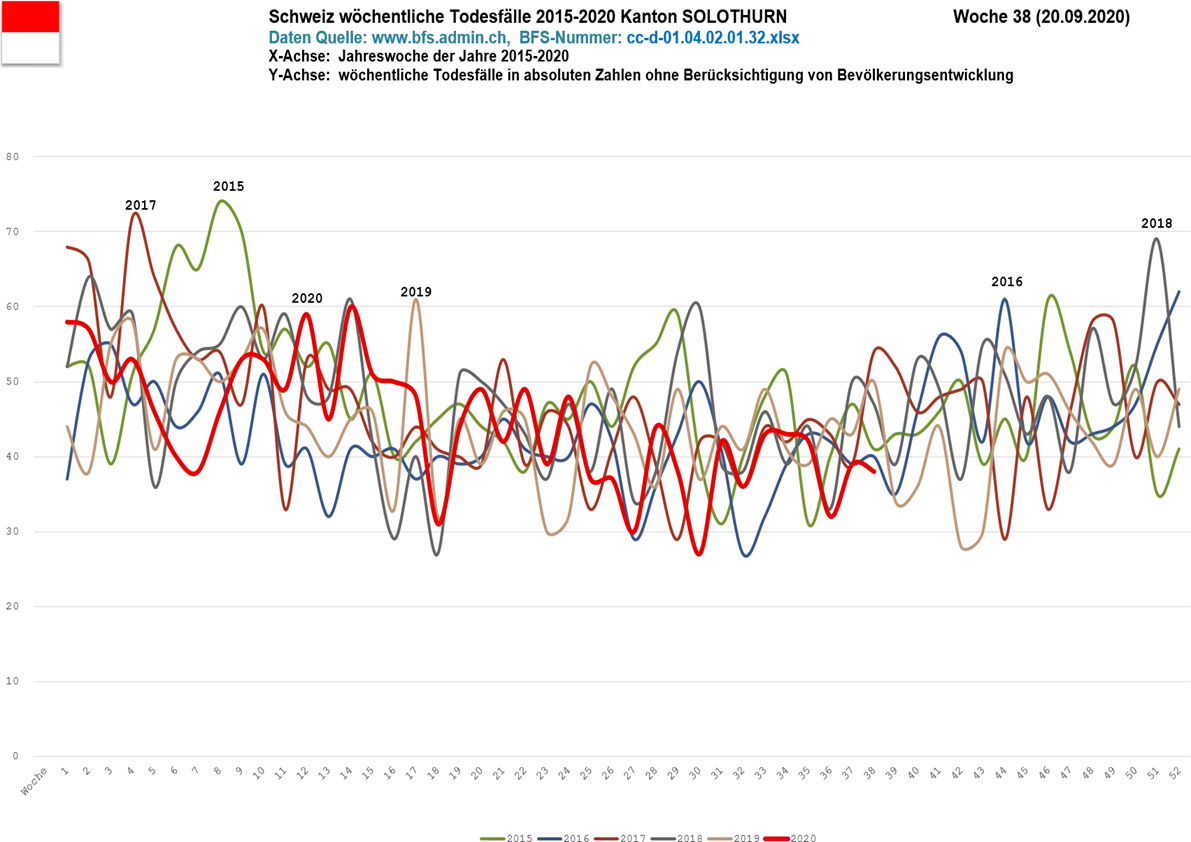 Schweiz wöchentliche Todesfälle 2015-2020 Kanton SOLOTHURN Woche 38 (20.09.2020)
Daten Quelle: www.bfs.admin.ch, BFS-Nummer: cc-d-01.04.02.01.32.xlsx
X-Achse: Jahreswoche der Jahre 2015-2020
Y-Achse: wöchentliche Todesfälle in absoluten Zahlen ohne Berücksichtigung von Bevölkerungsentwicklung
80
2015
2017
70
2018
2016
2019
2020
60
50
40
30
20
10
0
Woche 1 2 3 4 5 6 7 8 9 10 11 12 13 14 15 16 17 18 19 20 21 22 23 24 25 26 27 28 29 30 31 32 33 34 35 36 37 38 39 40 41 42 43 44 45 46 47 48 49 50 51 52
2015 2016 2017 2018 2019 2020